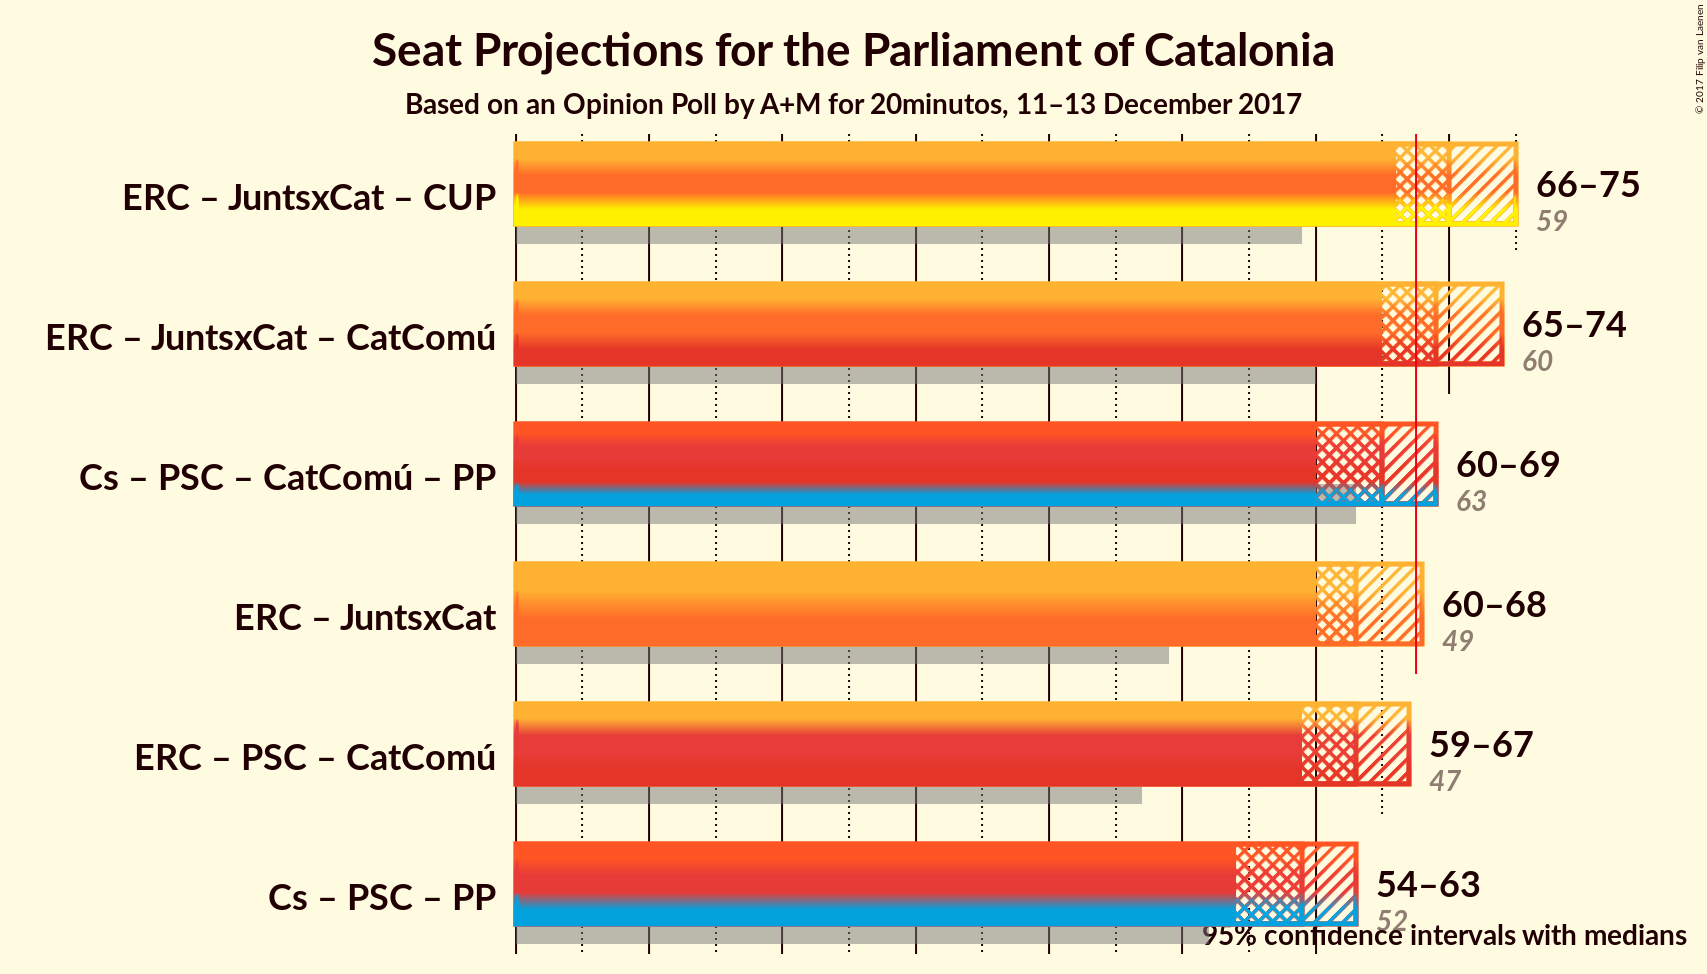 Seat Projections for the Parliament of Catalonia
Based on an Opinion Poll by A+M for 20minutos, 11–13 December 2017
© 2017 Filip van Laenen
ERC – JuntsxCat – CUP
66–75
59
ERC – JuntsxCat – CatComú
65–74
60
Cs – PSC – CatComú – PP
60–69
63
ERC – JuntsxCat
60–68
49
ERC – PSC – CatComú
59–67
47
Cs – PSC – PP
54–63
52
95% confidence intervals with medians